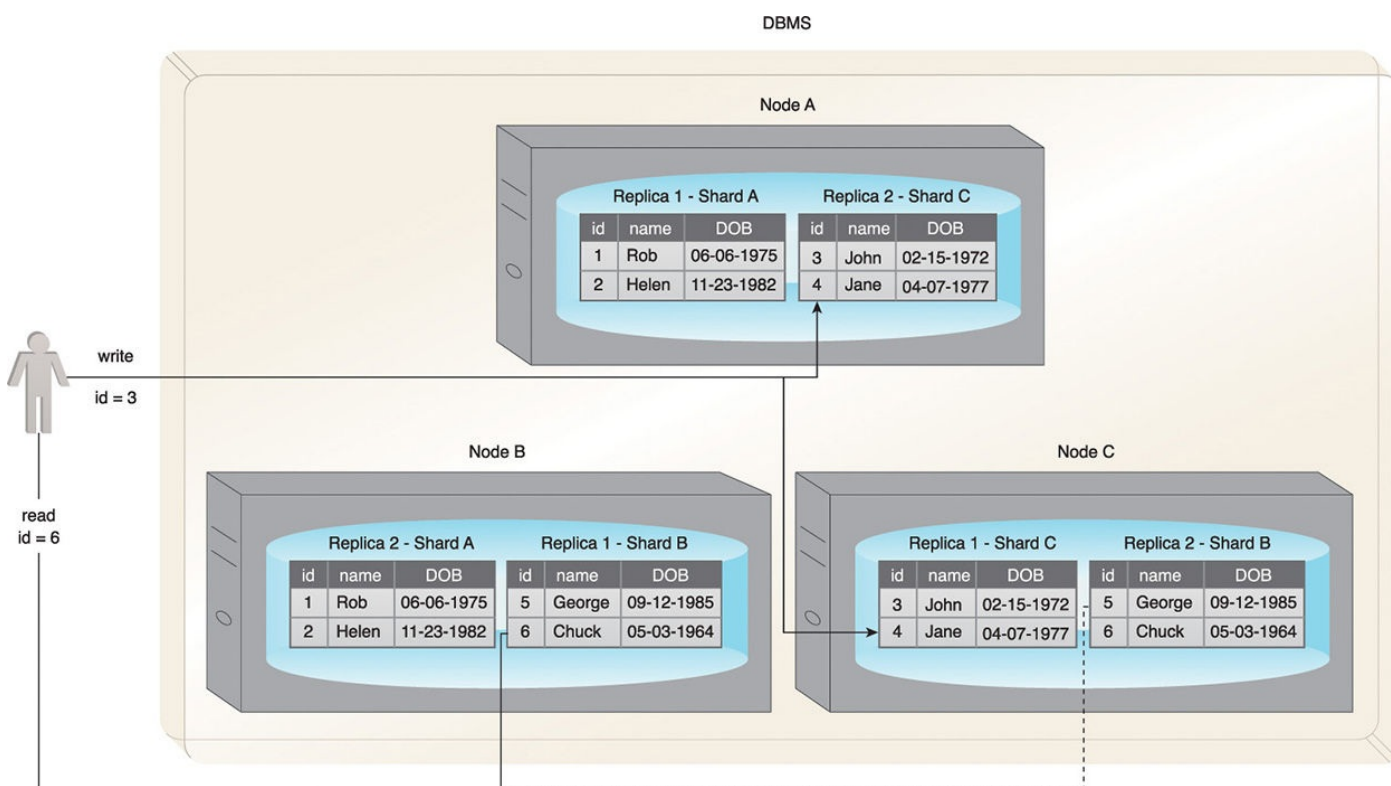 DBMS
Node A
Replica 1 - Shard A
id name DOB
1 Rob 06-06-1975
2 Helen 11-23-1982
Replica 2 - Shard C
id name DOB
3 John 02-15-1972
4 Jane 04-07-1977
write
id = 3
read
id = 6
Node B
Replica 2 - Shard A
id name DOB
1 Rob 06-06-1975
2 Helen 11-23-1982
Replica 1 - Shard B
id name DOB
5 George 09-12-1985
6 Chuck 05-03-1964
Node C
Replica 1 - Shard C
id name DOB
3 John 02-15-1972
4 Jane 04-07-1977
Replica 2 - Shard B
id name DOB
5 George 09-12-1985
6 Chuck 05-03-1964